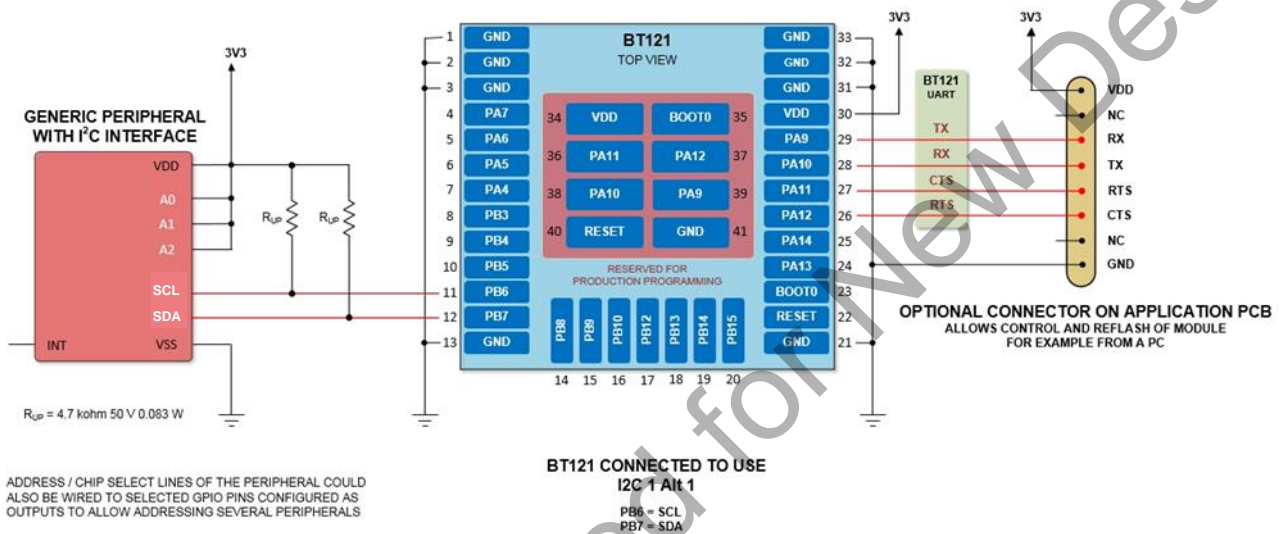 3V3
GENERIC PERIPHERAL
WITH I²C INTERFACE
VDD
A0
A1
A2
SCL
SDA
INT
VSS
R_UP
R_UP
R_UP = 4.7 kohm 50 V 0.083 W
ADDRESS / CHIP SELECT LINES OF THE PERIPHERAL COULD
ALSO BE WIRED TO SELECTED GPIO PINS CONFIGURED AS
OUTPUTS TO ALLOW ADDRESSING SEVERAL PERIPHERALS
BT121
TOP VIEW
1 GND
2 GND
3 GND
4 PA7
5 PA6
6 PA5
7 PA4
8 PB3
9 PB4
10 PB5
11 PB6
12 PB7
13 GND
34 VDD BOOT0 35
36 PA11 PA12 37
38 PA10 PA9 39
40 RESET GND 41
RESERVED FOR
PRODUCTION PROGRAMMING
PB8 PB9 PB10 PB12 PB13 PB14 PB15
14 15 16 17 18 19 20
GND 33
GND 32
GND 31
VDD 30
PA9 29
PA10 28
PA11 27
PA12 26
PA14 25
PA13 24
BOOT0 23
RESET 22
GND 21
3V3
BT121
UART
TX
RX
CTS
RTS
3V3
VDD
NC
RX
TX
RTS
CTS
NC
GND
OPTIONAL CONNECTOR ON APPLICATION PCB
ALLOWS CONTROL AND REFLASH OF MODULE
FOR EXAMPLE FROM A PC
BT121 CONNECTED TO USE
I2C 1 Alt 1
PB6 = SCL
PB7 = SDA
for New